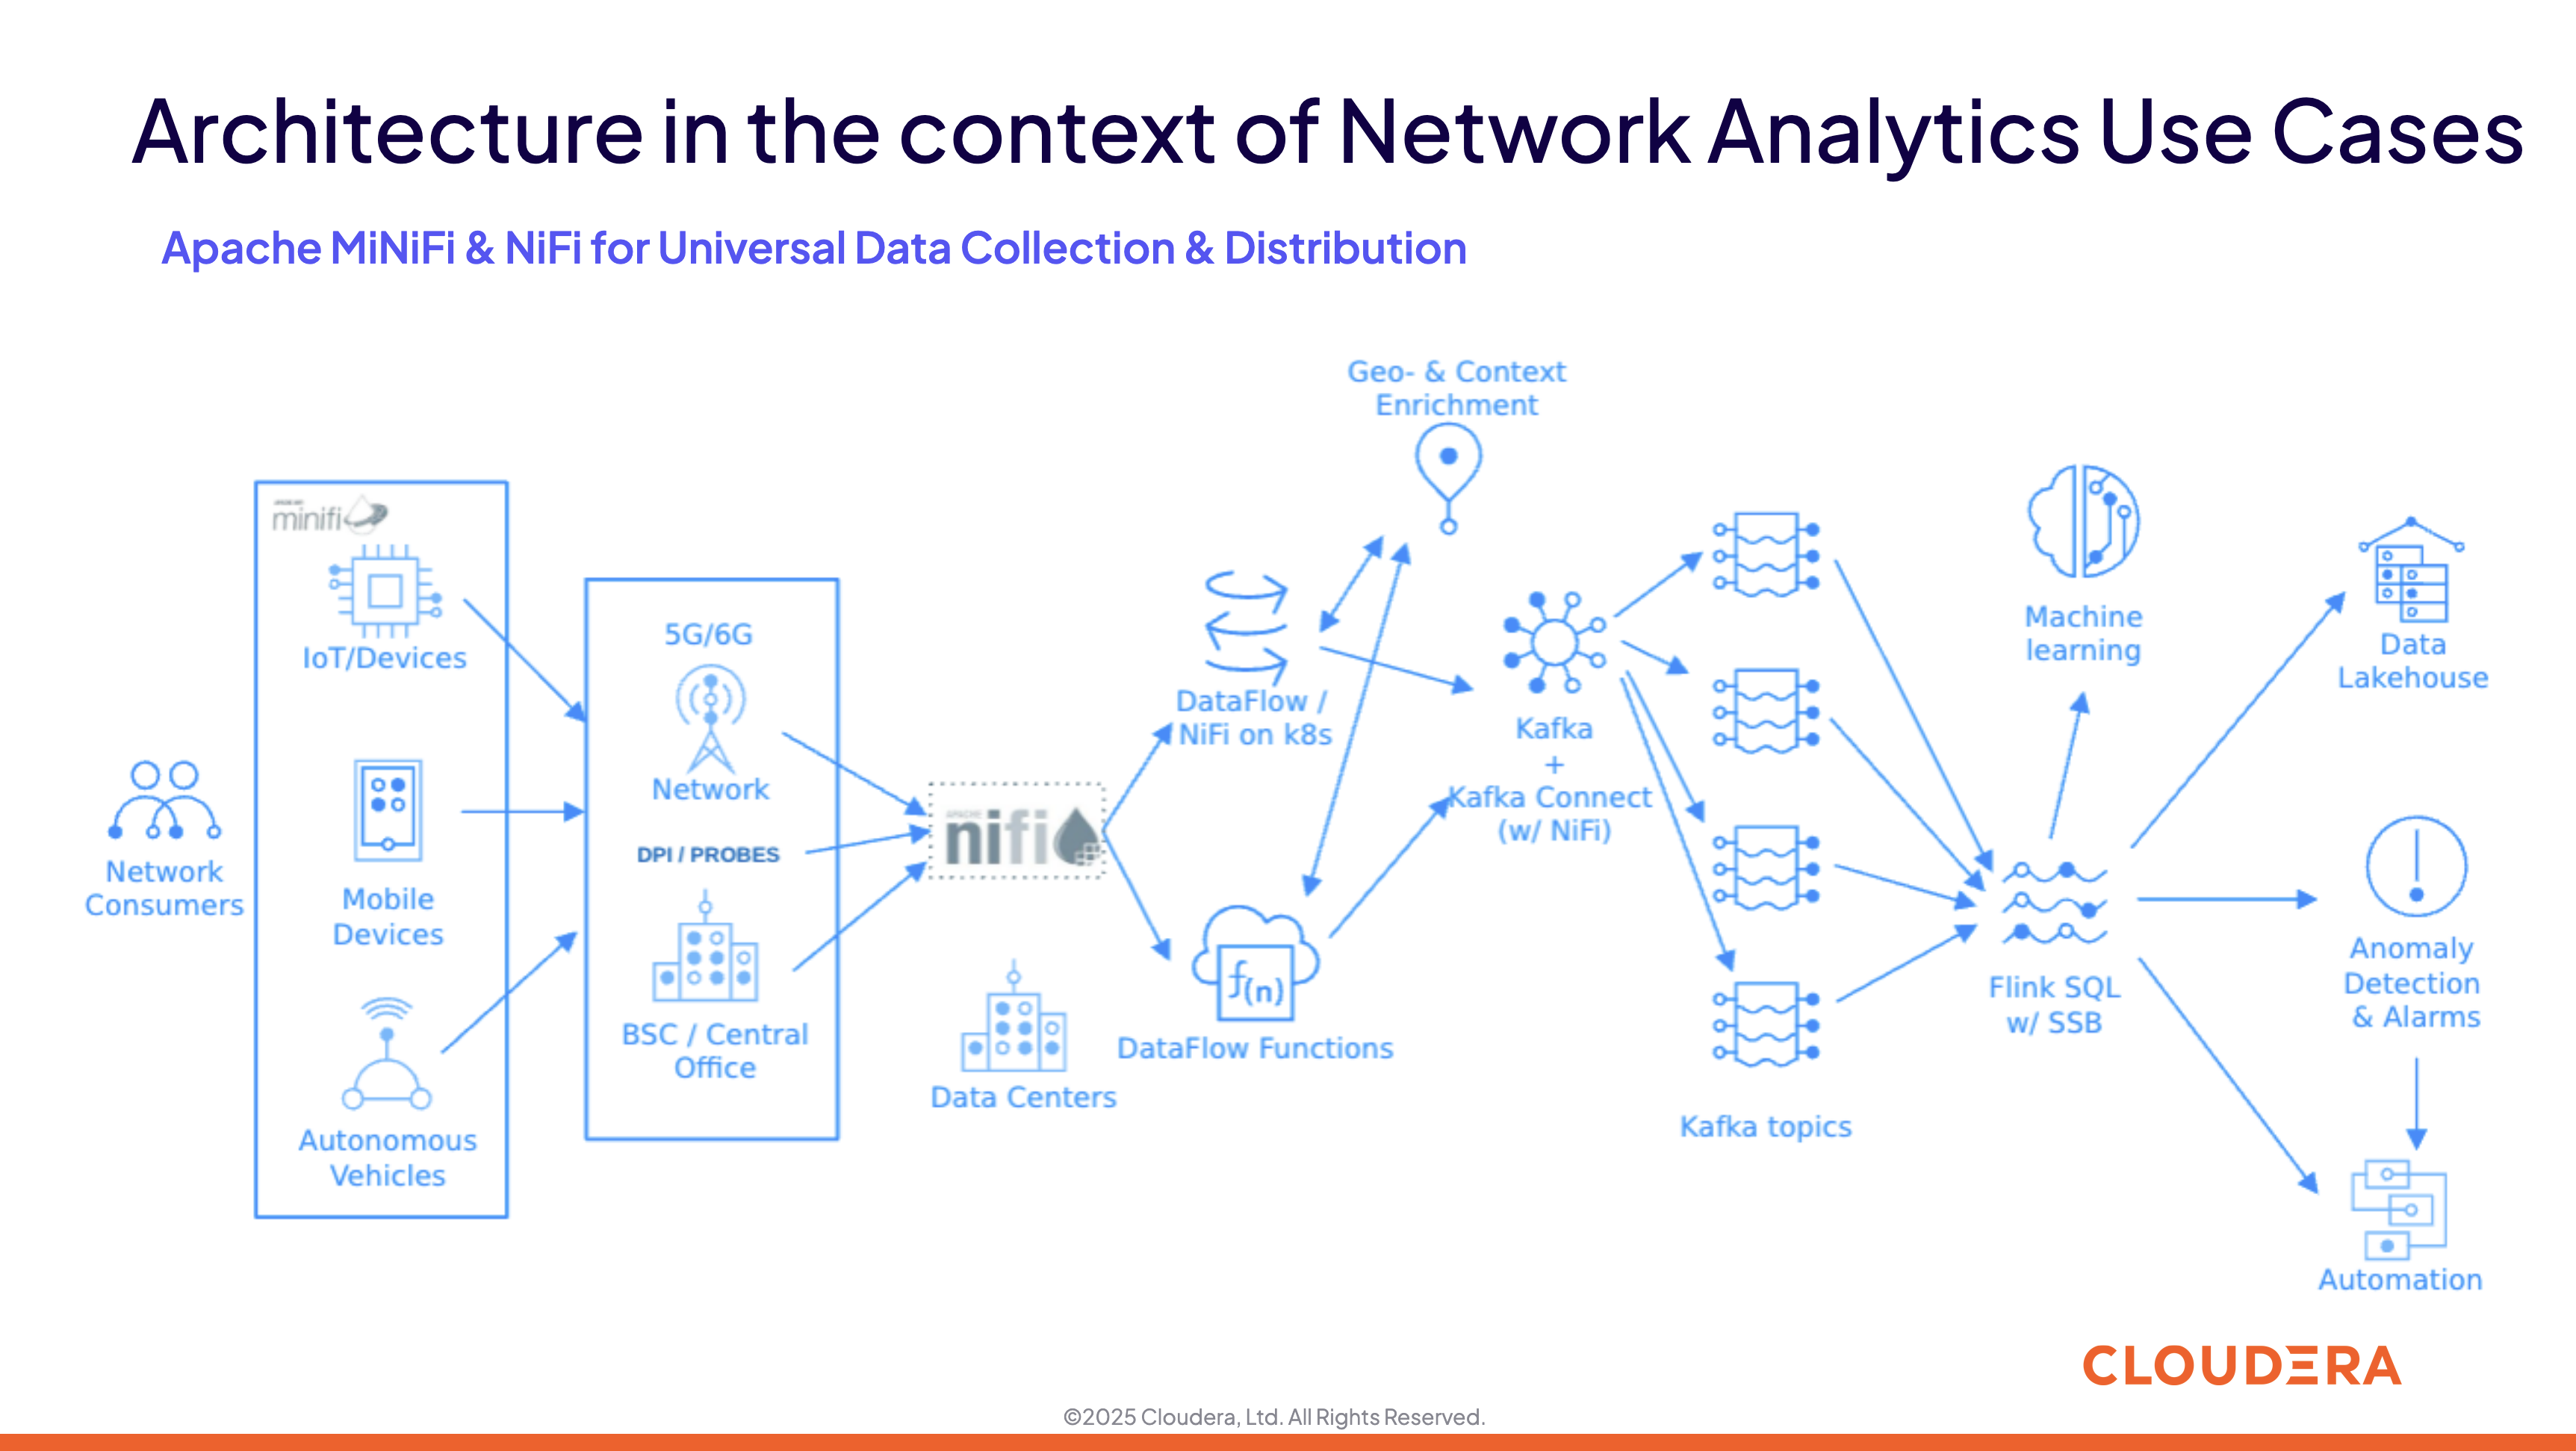 Architecture in the context of Network Analytics Use Cases
Apache MiNiFi & NiFi for Universal Data Collection & Distribution
Network
Consumers
minifi
IoT/Devices
Mobile
Devices
Autonomous
Vehicles
5G/6G
Network
DPI / PROBES
BSC / Central
Office
APACHE
nifi
Data Centers
Geo- & Context
Enrichment
DataFlow /
NiFi on k8s
f(n)
DataFlow Functions
Kafka
+
Kafka Connect
(w/ NiFi)
Kafka topics
Machine
learning
Flink SQL
w/ SSB
Data
Lakehouse
Anomaly
Detection
& Alarms
Automation
CLOUDERA
©2025 Cloudera, Ltd. All Rights Reserved.